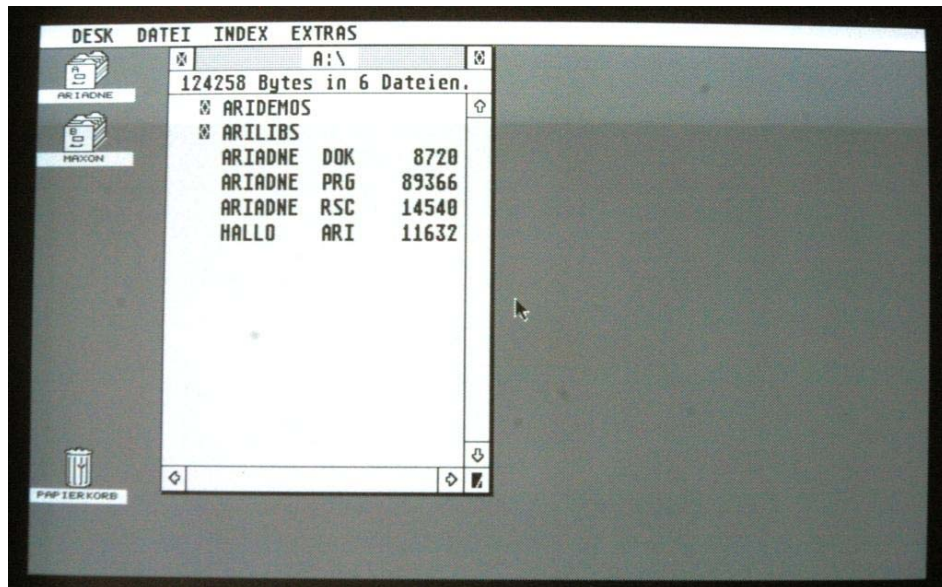 DESK DATEI INDEX EXTRAS
A:\
124258 Bytes in 6 Dateien.
ARIDEMOS
ARILIBS
ARIADNE DOK 8720
ARIADNE PRG 89366
ARIADNE RSC 14540
HALLO ARI 11632
A
ARIADNE
B
MAXON
PAPIERKORB